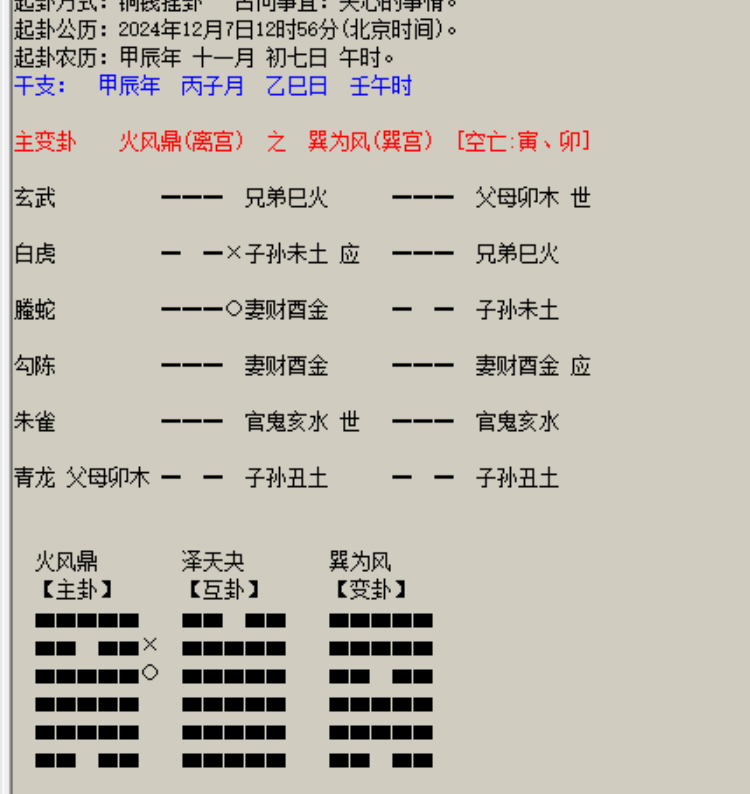 起卦方式：铜钱摇卦　占问事宜：关心的事情。
起卦公历：2024年12月7日12时56分(北京时间)。
起卦农历：甲辰年 十一月 初七日 午时。
干支：　甲辰年　丙子月　乙巳日　壬午时
主变卦　　火风鼎(离宫)　之　巽为风(巽宫)　[空亡:寅、卯]
玄武　━━━ 兄弟巳火　━━━ 父母卯木 世
白虎　━ ━×子孙未土 应　━━━ 兄弟巳火
螣蛇　━━━○妻财酉金　━ ━ 子孙未土
勾陈　━━━ 妻财酉金　━━━ 妻财酉金 应
朱雀　━━━ 官鬼亥水 世　━━━ 官鬼亥水
青龙 父母卯木 ━ ━ 子孙丑土　━ ━ 子孙丑土
火风鼎　泽天夬　巽为风
【主卦】　【互卦】　【变卦】
×
○